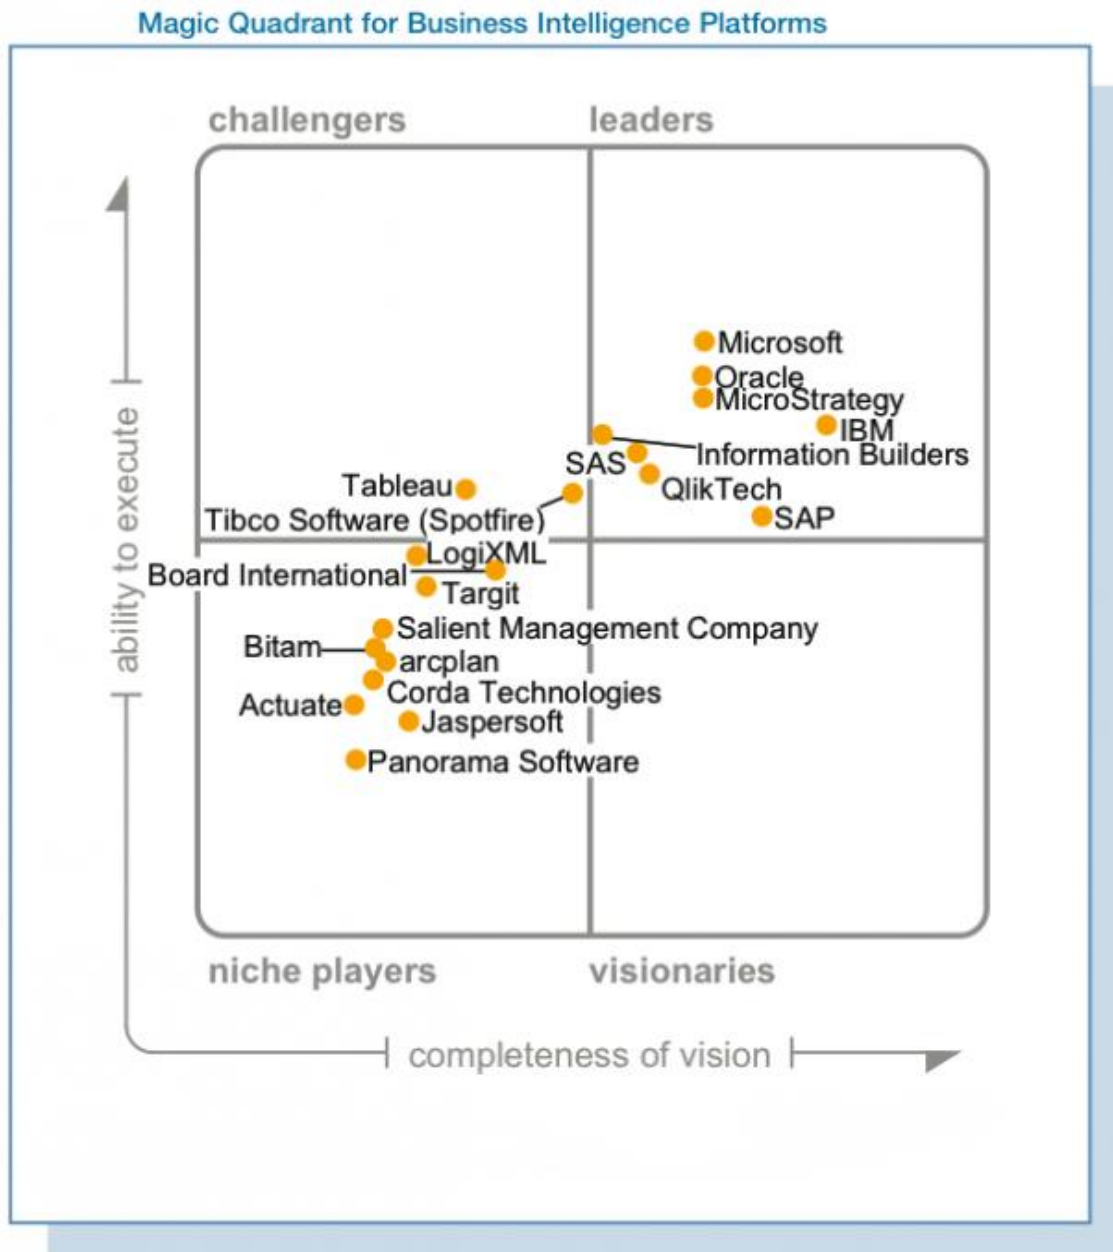 Magic Quadrant for Business Intelligence Platforms
challengers
leaders
Microsoft
Oracle
MicroStrategy
IBM
Information Builders
SAS
QlikTech
Tableau
SAP
Tibco Software (Spotfire)
LogiXML
Board International
Targit
Salient Management Company
Bitam
arcplan
Corda Technologies
Actuate
Jaspersoft
Panorama Software
ability to execute
niche players
visionaries
completeness of vision